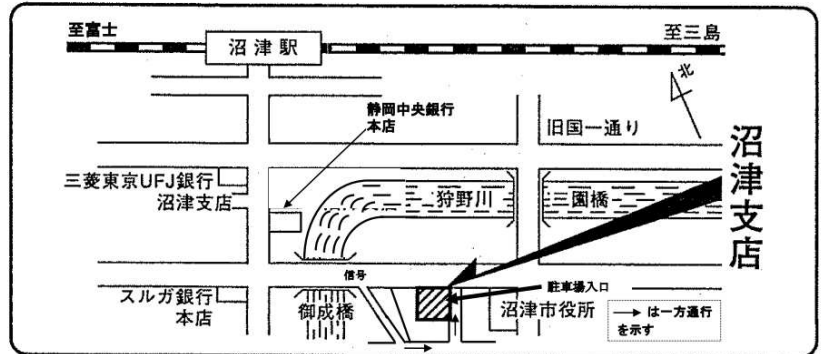 至富士
沼津駅
至三島
北
静岡中央銀行
本店
旧国一通り
沼津支店
三菱東京UFJ銀行
沼津支店
狩野川
三園橋
信号
駐車場入口
スルガ銀行
本店
御成橋
沼津市役所
→ は一方通行
を示す